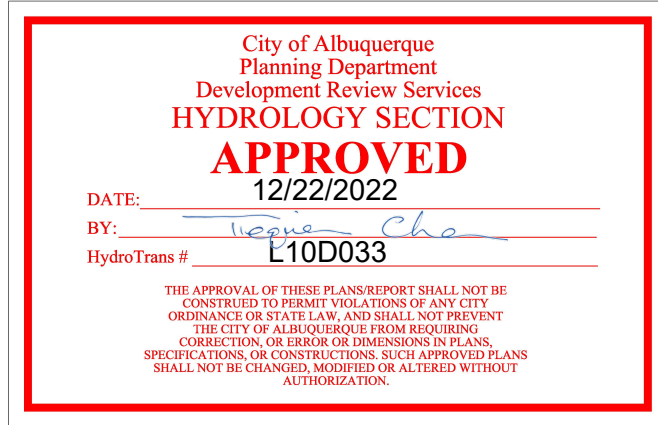 City of Albuquerque
Planning Department
Development Review Services
HYDROLOGY SECTION
APPROVED
DATE: 12/22/2022
BY:
HydroTrans # L10D033
THE APPROVAL OF THESE PLANS/REPORT SHALL NOT BE
CONSTRUED TO PERMIT VIOLATIONS OF ANY CITY
ORDINANCE OR STATE LAW, AND SHALL NOT PREVENT
THE CITY OF ALBUQUERQUE FROM REQUIRING
CORRECTION, OR ERROR OR DIMENSIONS IN PLANS,
SPECIFICATIONS, OR CONSTRUCTIONS. SUCH APPROVED PLANS
SHALL NOT BE CHANGED, MODIFIED OR ALTERED WITHOUT
AUTHORIZATION.